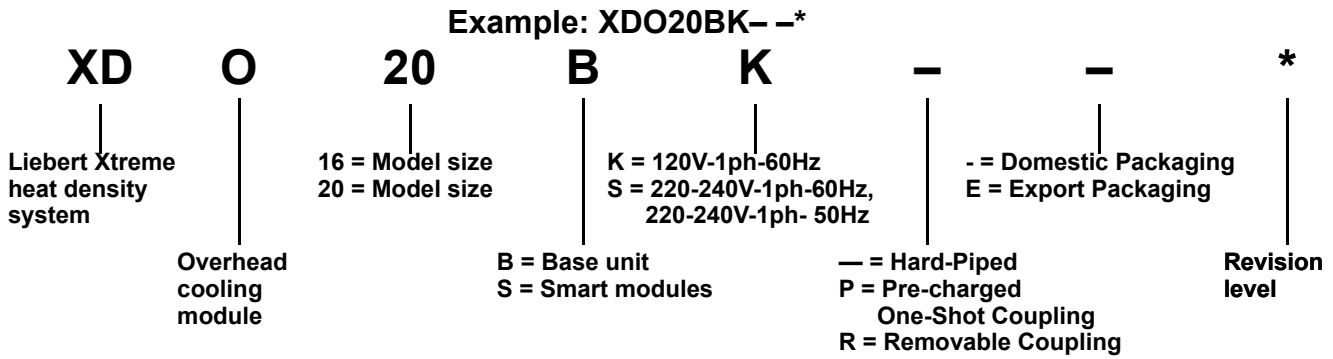 Example: XDO20BK– –*
XD O 20 B K – – *
Liebert Xtreme
heat density
system
16 = Model size
20 = Model size
K = 120V-1ph-60Hz
S = 220-240V-1ph-60Hz,
220-240V-1ph- 50Hz
- = Domestic Packaging
E = Export Packaging
Overhead
cooling
module
B = Base unit
S = Smart modules
— = Hard-Piped
P = Pre-charged
One-Shot Coupling
R = Removable Coupling
Revision
level